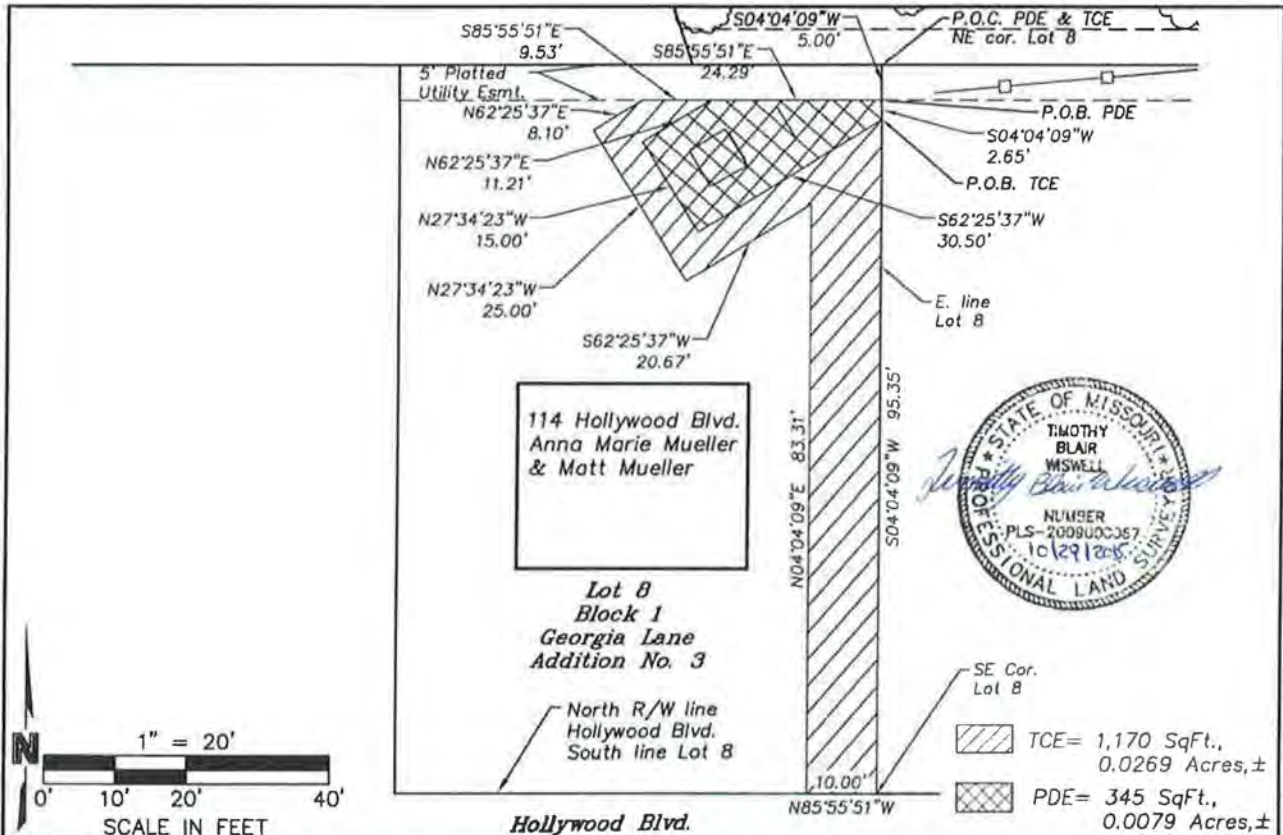 S85°55'51"E
9.53'
S85°55'51"E
24.29'
S04°04'09"W
5.00'
P.O.C. PDE & TCE
NE cor. Lot 8
5' Platted
Utility Esmt.
N62°25'37"E
8.10'
P.O.B. PDE
S04°04'09"W
2.65'
N62°25'37"E
11.21'
P.O.B. TCE
N27°34'23"W
15.00'
S62°25'37"W
30.50'
N27°34'23"W
25.00'
E. line
Lot 8
S62°25'37"W
20.67'
114 Hollywood Blvd.
Anna Marie Mueller
& Matt Mueller
N04°04'09"E 83.31'
S04°04'09"W 95.35'
STATE OF MISSOURI
TIMOTHY
BLAIR
WISWELL
NUMBER
PROFESSIONAL LAND SURVEYOR
Lot 8
Block 1
Georgia Lane
Addition No. 3
SE Cor.
Lot 8
North R/W line
Hollywood Blvd.
South line Lot 8
N
1" = 20'
0' 10' 20' 40'
SCALE IN FEET
TCE= 1,170 SqFt.,
0.0269 Acres,±
10.00'
N85°55'51"W
PDE= 345 SqFt.,
0.0079 Acres,±
Hollywood Blvd.